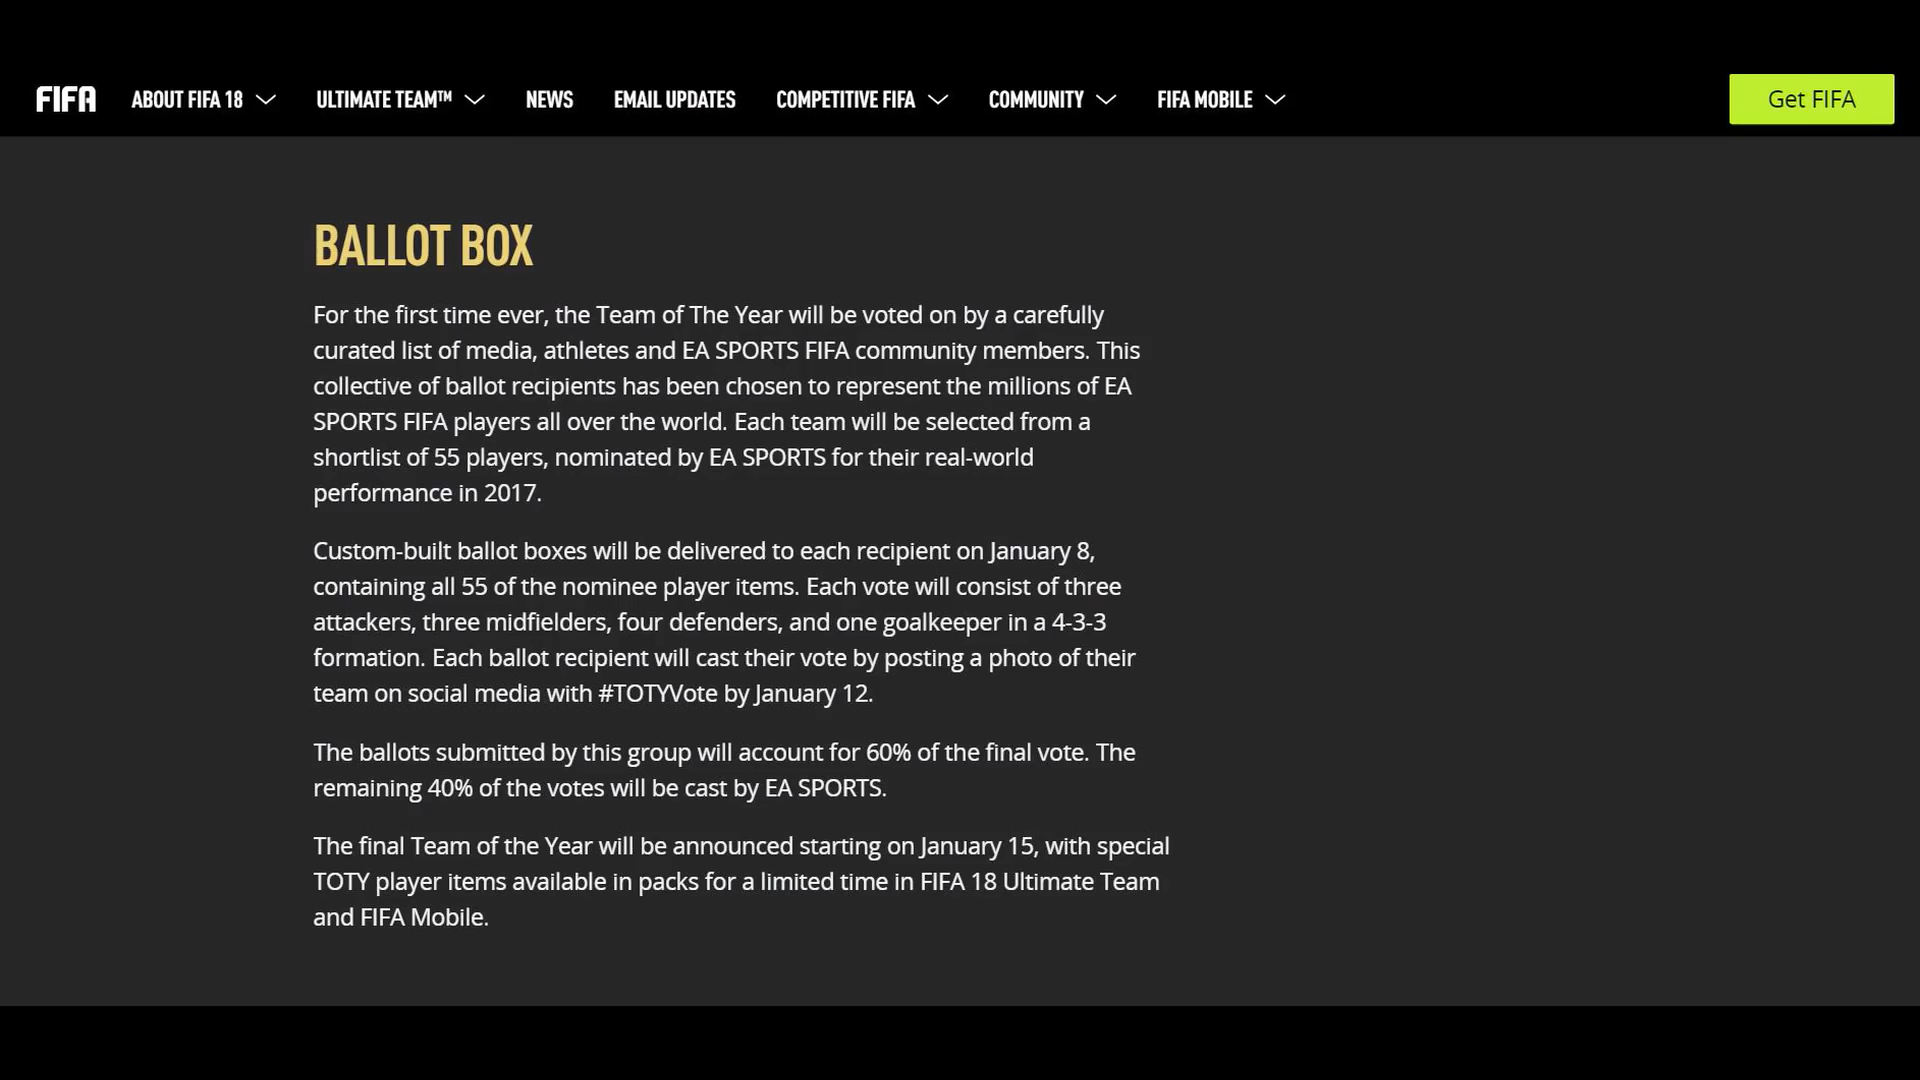 FIFA ABOUT FIFA 18 ULTIMATE TEAM™ NEWS EMAIL UPDATES COMPETITIVE FIFA COMMUNITY FIFA MOBILE Get FIFA
BALLOT BOX
For the first time ever, the Team of The Year will be voted on by a carefully
curated list of media, athletes and EA SPORTS FIFA community members. This
collective of ballot recipients has been chosen to represent the millions of EA
SPORTS FIFA players all over the world. Each team will be selected from a
shortlist of 55 players, nominated by EA SPORTS for their real-world
performance in 2017.
Custom-built ballot boxes will be delivered to each recipient on January 8,
containing all 55 of the nominee player items. Each vote will consist of three
attackers, three midfielders, four defenders, and one goalkeeper in a 4-3-3
formation. Each ballot recipient will cast their vote by posting a photo of their
team on social media with #TOTYVote by January 12.
The ballots submitted by this group will account for 60% of the final vote. The
remaining 40% of the votes will be cast by EA SPORTS.
The final Team of the Year will be announced starting on January 15, with special
TOTY player items available in packs for a limited time in FIFA 18 Ultimate Team
and FIFA Mobile.